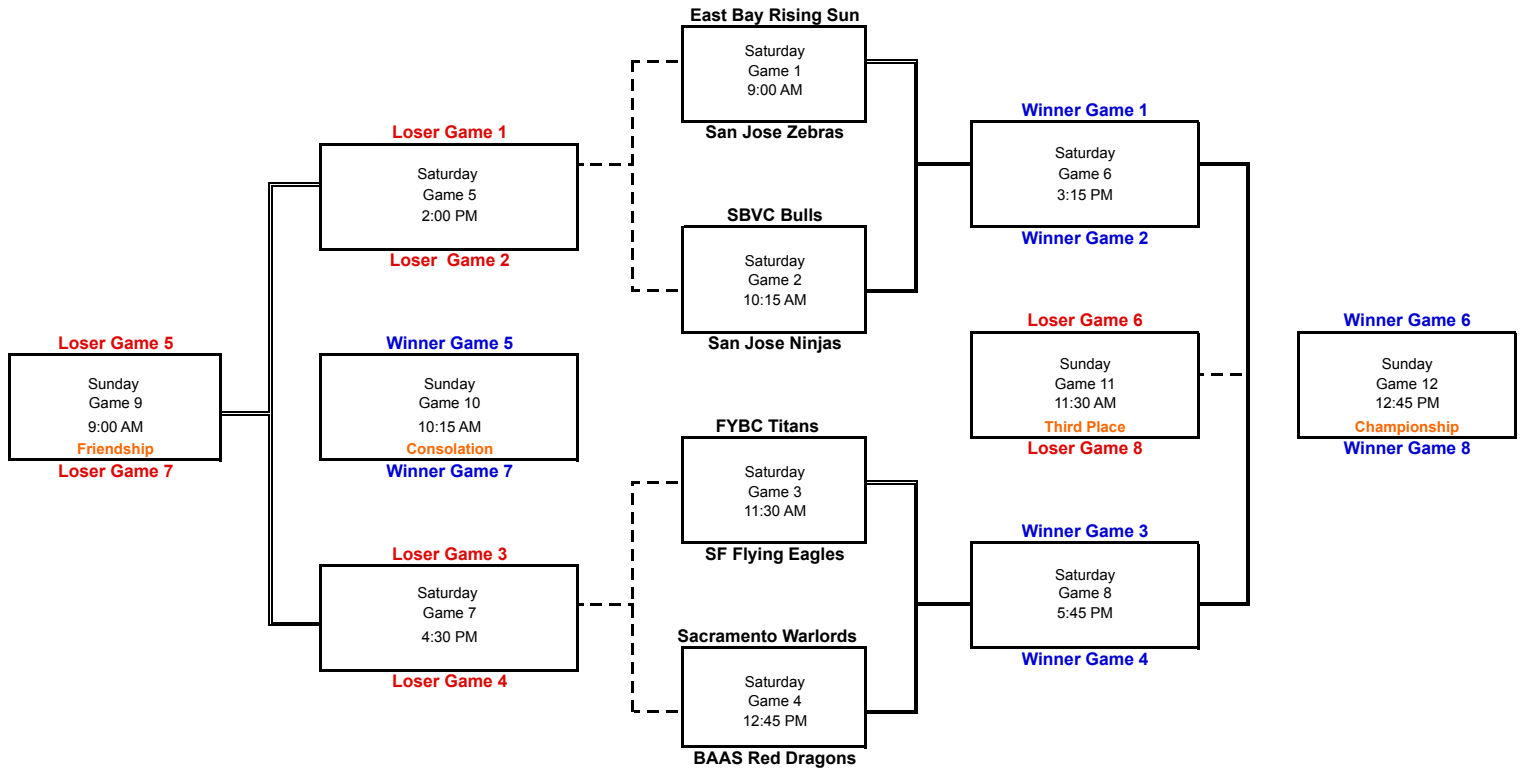 East Bay Rising Sun
Saturday
Game 1
9:00 AM
San Jose Zebras
SBVC Bulls
Saturday
Game 2
10:15 AM
San Jose Ninjas
FYBC Titans
Saturday
Game 3
11:30 AM
SF Flying Eagles
Sacramento Warlords
Saturday
Game 4
12:45 PM
BAAS Red Dragons
Loser Game 1
Saturday
Game 5
2:00 PM
Loser  Game 2
Winner Game 5
Sunday
Game 10
10:15 AM
Consolation
Winner Game 7
Loser Game 3
Saturday
Game 7
4:30 PM
Loser Game 4
Loser Game 5
Sunday
Game 9
9:00 AM
Friendship
Loser Game 7
Winner Game 1
Saturday
Game 6
3:15 PM
Winner Game 2
Loser Game 6
Sunday
Game 11
11:30 AM
Third Place
Loser Game 8
Winner Game 3
Saturday
Game 8
5:45 PM
Winner Game 4
Winner Game 6
Sunday
Game 12
12:45 PM
Championship
Winner Game 8